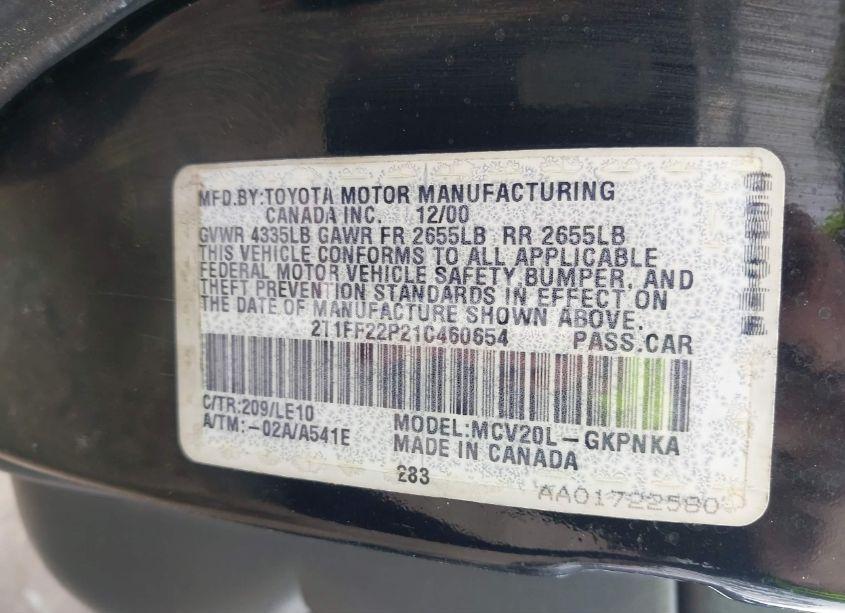 MFD.BY:TOYOTA MOTOR MANUFACTURING
CANADA INC. 12/00
GVWR 4335LB GAWR FR 2655LB RR 2655LB
THIS VEHICLE CONFORMS TO ALL APPLICABLE
FEDERAL MOTOR VEHICLE SAFETY,BUMPER, AND
THEFT PREVENTION STANDARDS IN EFFECT ON
THE DATE OF MANUFACTURE SHOWN ABOVE.
2T1FF22P21C460654 PASS.CAR
C/TR:209/LE10
A/TM:-02A/A541E
MODEL:MCV20L-GKPNKA
MADE IN CANADA
283
AA01722580